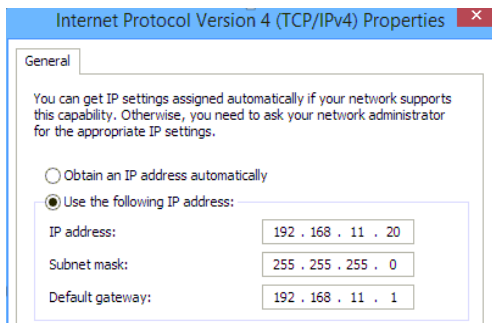 Internet Protocol Version 4 (TCP/IPv4) Properties
General
You can get IP settings assigned automatically if your network supports
this capability. Otherwise, you need to ask your network administrator
for the appropriate IP settings.
Obtain an IP address automatically
Use the following IP address:
IP address: 192 . 168 . 11 . 20
Subnet mask: 255 . 255 . 255 . 0
Default gateway: 192 . 168 . 11 . 1